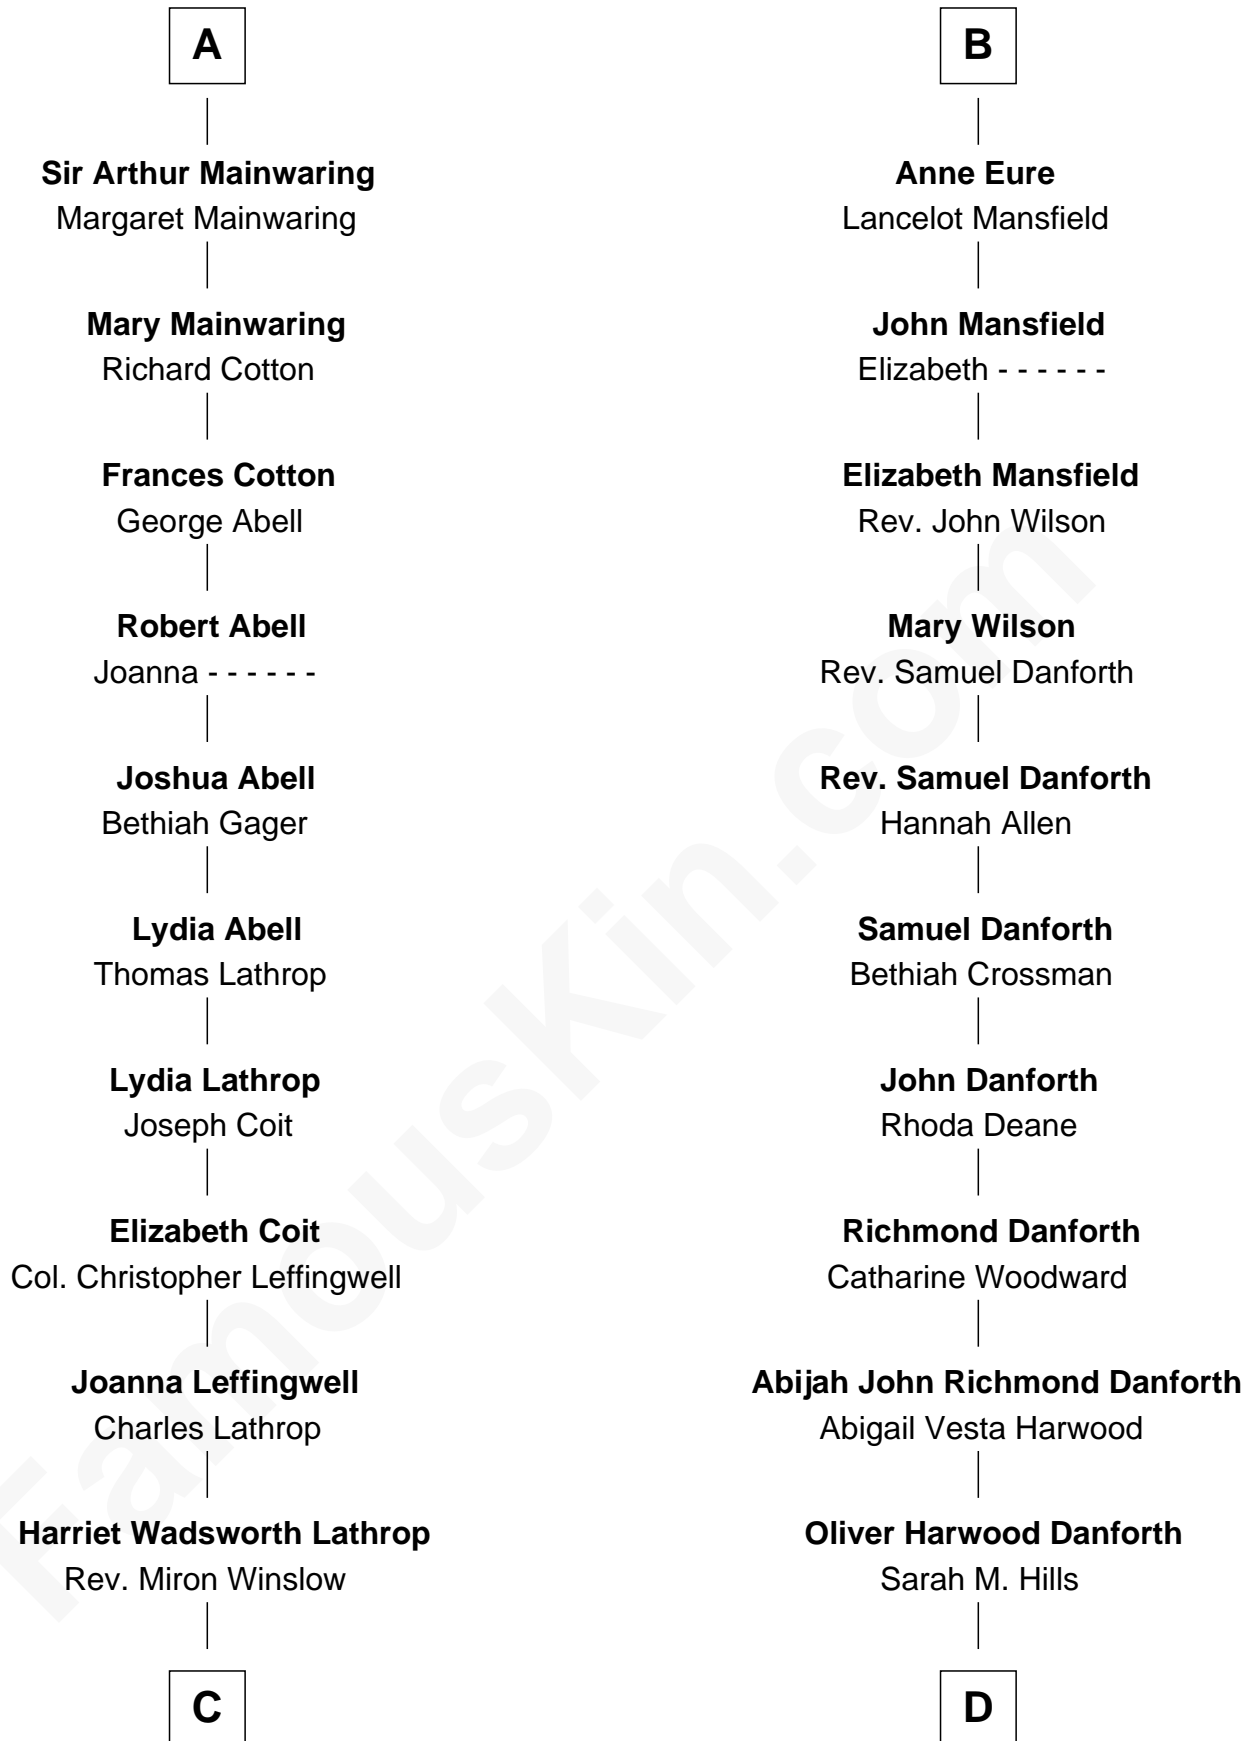 A
Sir Arthur Mainwaring
Margaret Mainwaring
Mary Mainwaring
Richard Cotton
Frances Cotton
George Abell
Robert Abell
Joanna - - - - - -
Joshua Abell
Bethiah Gager
Lydia Abell
Thomas Lathrop
Lydia Lathrop
Joseph Coit
Elizabeth Coit
Col. Christopher Leffingwell
Joanna Leffingwell
Charles Lathrop
Harriet Wadsworth Lathrop
Rev. Miron Winslow
C
B
Anne Eure
Lancelot Mansfield
John Mansfield
Elizabeth - - - - - -
Elizabeth Mansfield
Rev. John Wilson
Mary Wilson
Rev. Samuel Danforth
Rev. Samuel Danforth
Hannah Allen
Samuel Danforth
Bethiah Crossman
John Danforth
Rhoda Deane
Richmond Danforth
Catharine Woodward
Abijah John Richmond Danforth
Abigail Vesta Harwood
Oliver Harwood Danforth
Sarah M. Hills
D
FamousKin.com